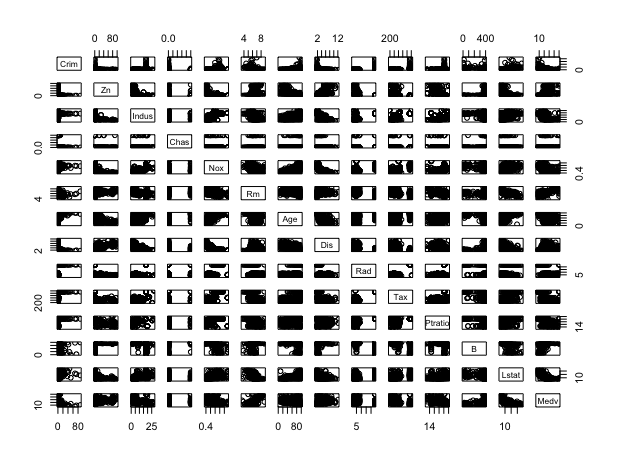 0 80 0.0 4 8 2 12 200 0 400 10
Crim 0
0 Zn
Indus 0
0.0 Chas
Nox 0.4
4 Rm
Age 0
2 Dis
Rad 5
200 Tax
Ptratio 14
0 B
Lstat 10
10 Medv
0 80 0 25 0.4 0 80 5 14 10